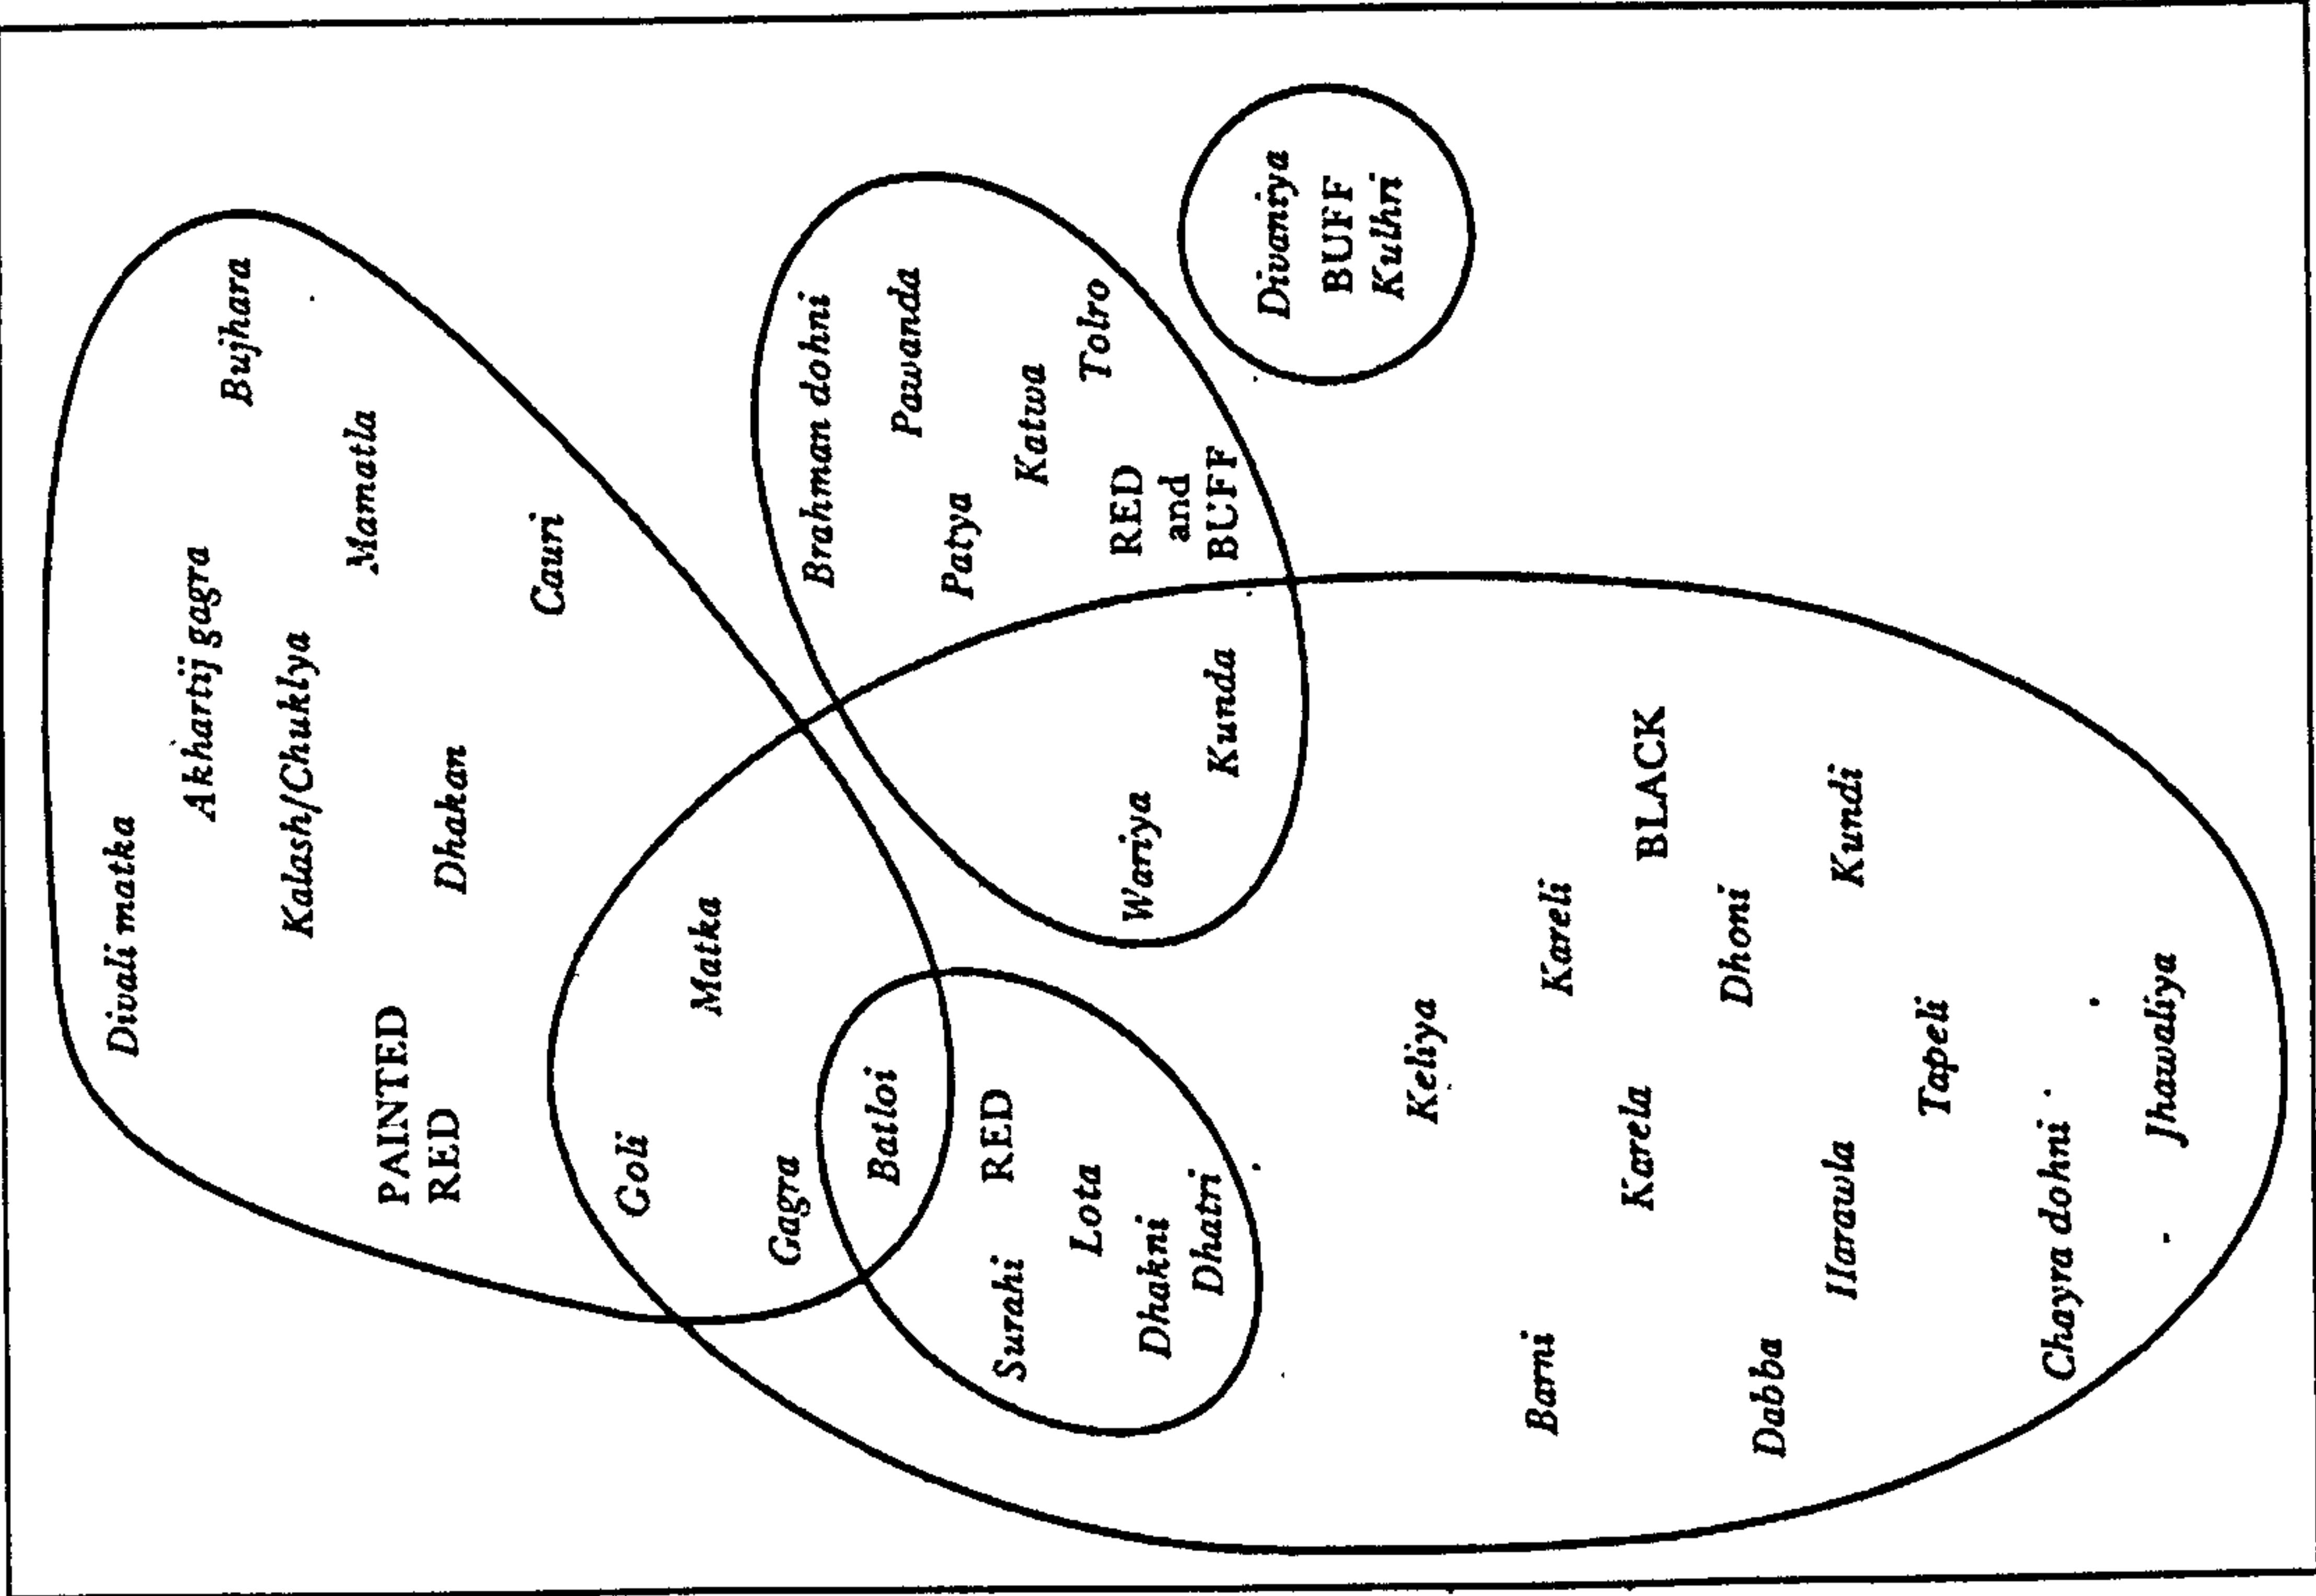 Divali matka
Akhartij gagra
Bujhara
Kalash/Chuklya
Mamatla
PAINTED
RED
Dhakan
Cauri
Goli
Matka
Gagra
Batloi
RED
Surahi
Lota
Dhakni
Dhatri
Brahman dohni
Pawanda
Patya
Katwa
Tolro
RED
and
BUFF
Wariya
Kunda
Divaniya
BUFF
Kulhri
Keliya
Kareli
Barni
Karela
BLACK
Dhoni
Dabba
Harawla
Kundi
Tapeli
Chayra dohni
Jhawaliya